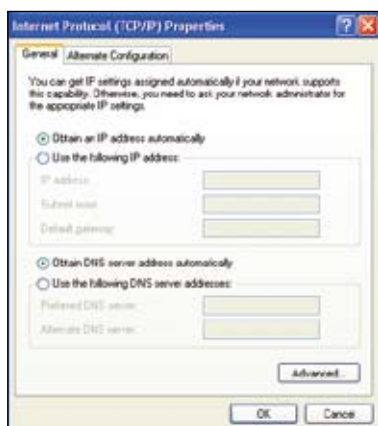 Internet Protocol (TCP/IP) Properties
General Alternate Configuration
You can get IP settings assigned automatically if your network supports
this capability. Otherwise, you need to ask your network administrator for
the appropriate IP settings.
Obtain an IP address automatically
Use the following IP address:
IP address:
Subnet mask:
Default gateway:
Obtain DNS server address automatically
Use the following DNS server addresses:
Preferred DNS server:
Alternate DNS server:
Advanced...
OK Cancel